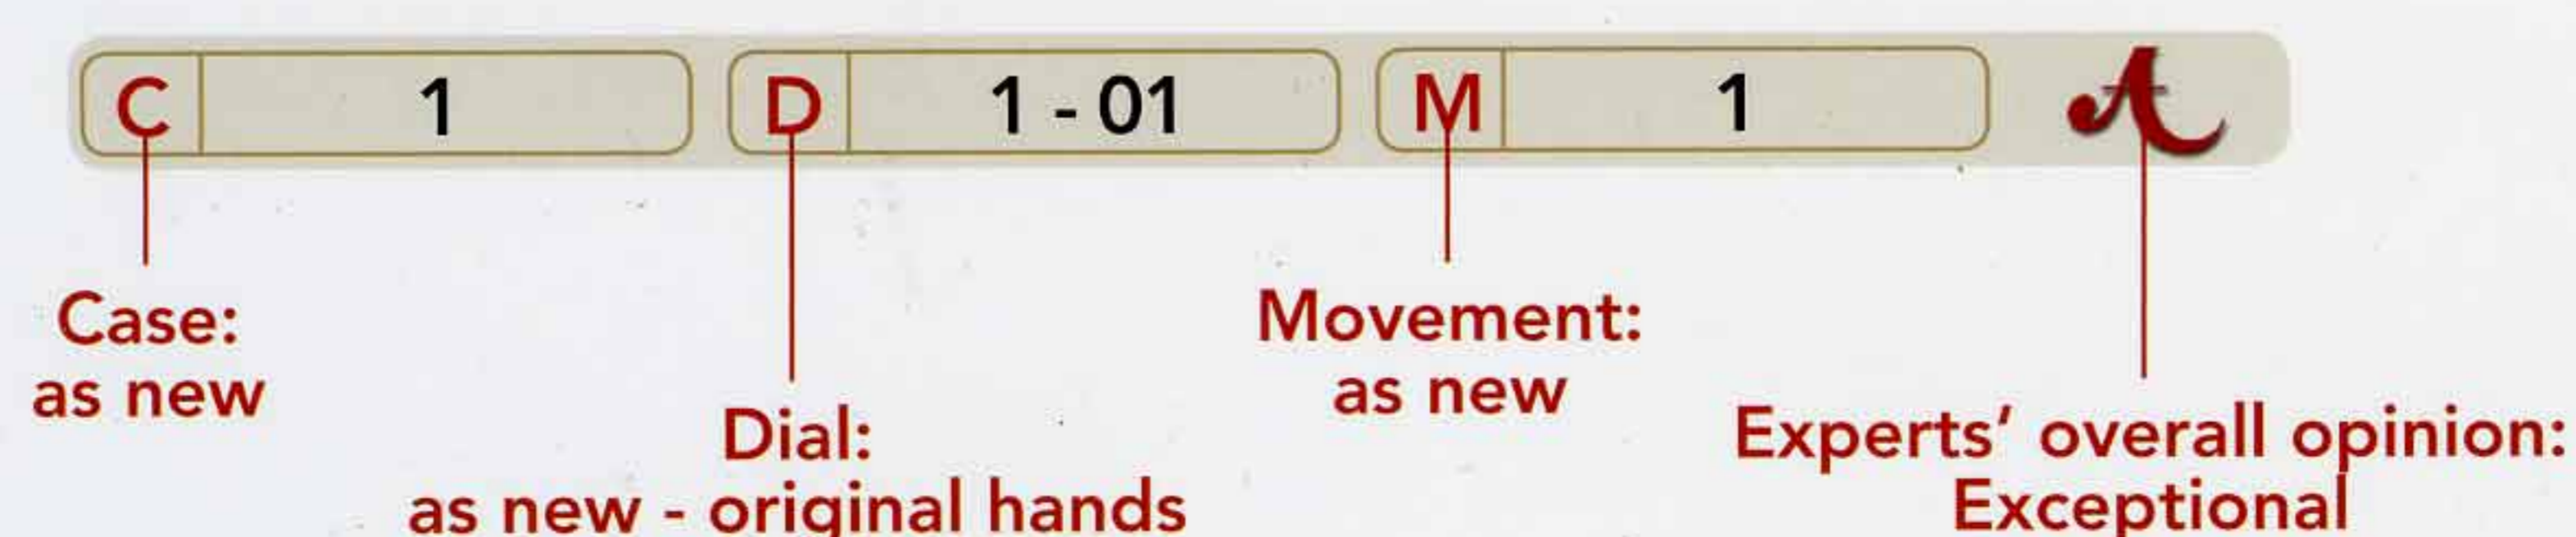 C 1 D 1 - 01 M 1 A
Case:
as new
Dial:
as new - original hands
Movement:
as new
Experts’ overall opinion:
Exceptional